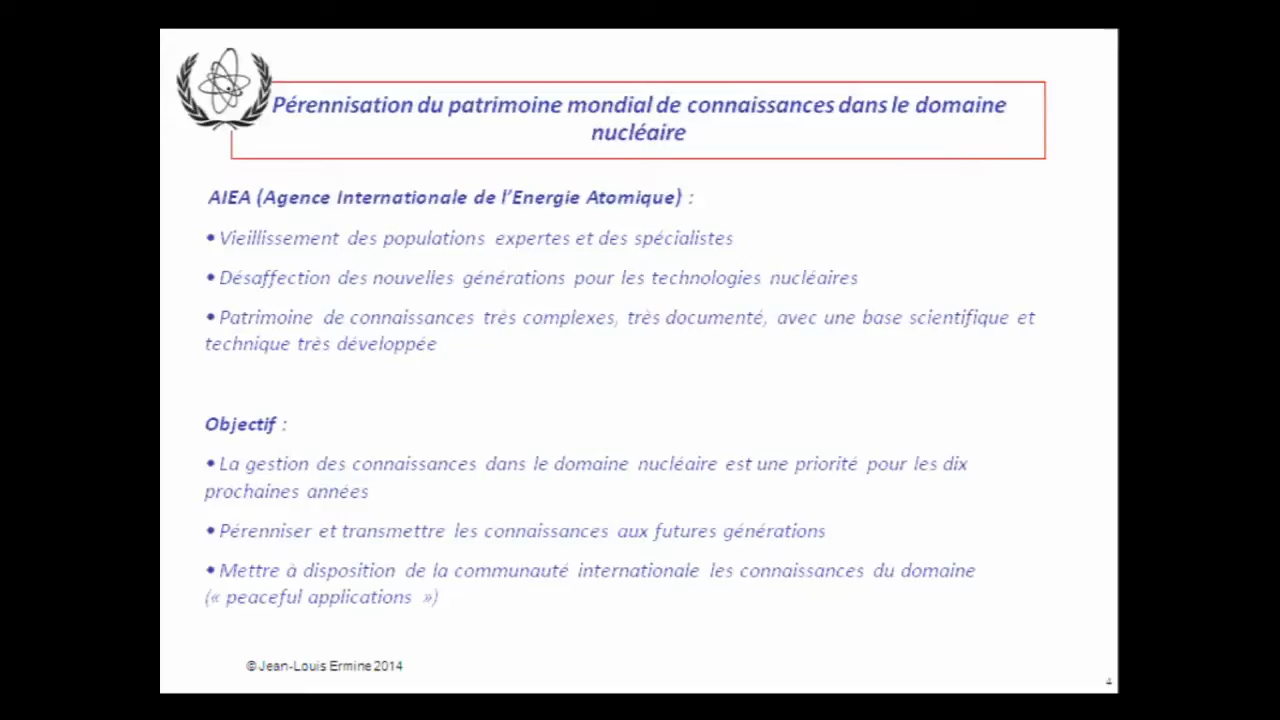 Pérennisation du patrimoine mondial de connaissances dans le domaine
nucléaire
AIEA (Agence Internationale de l’Energie Atomique) :
• Vieillissement des populations expertes et des spécialistes
• Désaffection des nouvelles générations pour les technologies nucléaires
• Patrimoine de connaissances très complexes, très documenté, avec une base scientifique et
technique très développée
Objectif :
• La gestion des connaissances dans le domaine nucléaire est une priorité pour les dix
prochaines années
• Pérenniser et transmettre les connaissances aux futures générations
• Mettre à disposition de la communauté internationale les connaissances du domaine
(« peaceful applications »)
© Jean-Louis Ermine 2014
4